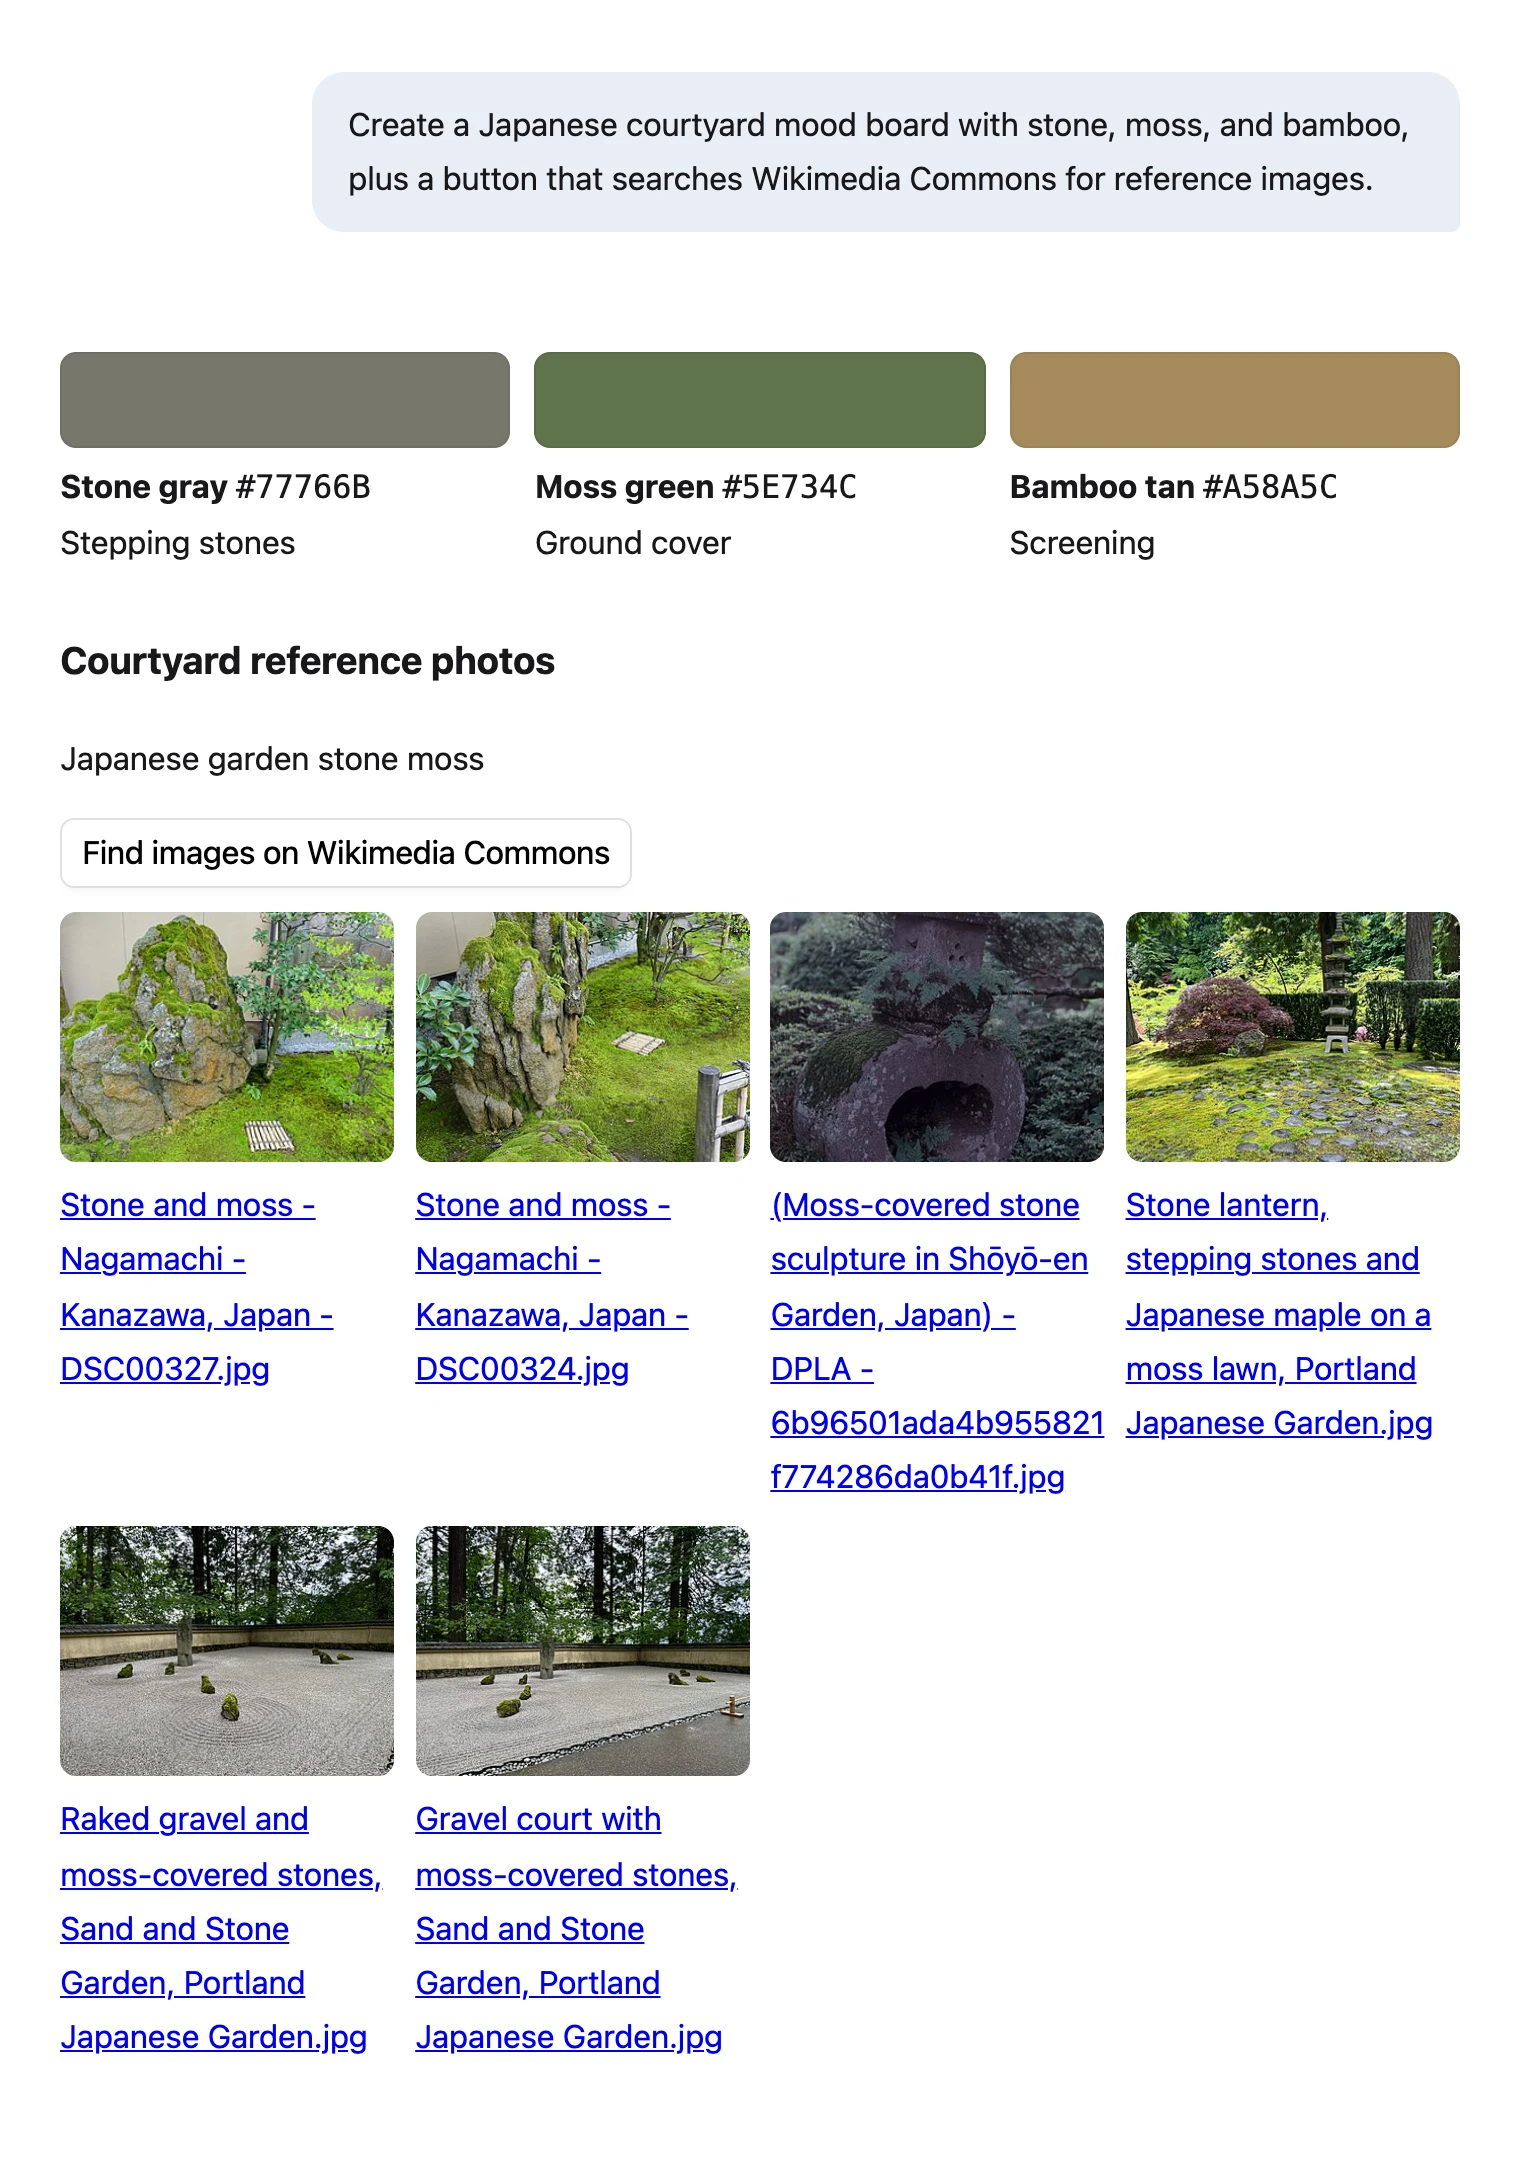 Create a Japanese courtyard mood board with stone, moss, and bamboo,
plus a button that searches Wikimedia Commons for reference images.
Stone gray #77766B
Stepping stones
Moss green #5E734C
Ground cover
Bamboo tan #A58A5C
Screening
Courtyard reference photos
Japanese garden stone moss
Find images on Wikimedia Commons
Stone and moss -
Nagamachi -
Kanazawa, Japan -
DSC00327.jpg
Stone and moss -
Nagamachi -
Kanazawa, Japan -
DSC00324.jpg
(Moss-covered stone
sculpture in Shōyō-en
Garden, Japan) -
DPLA -
6b96501ada4b955821
f774286da0b41f.jpg
Stone lantern,
stepping stones and
Japanese maple on a
moss lawn, Portland
Japanese Garden.jpg
Raked gravel and
moss-covered stones,
Sand and Stone
Garden, Portland
Japanese Garden.jpg
Gravel court with
moss-covered stones,
Sand and Stone
Garden, Portland
Japanese Garden.jpg